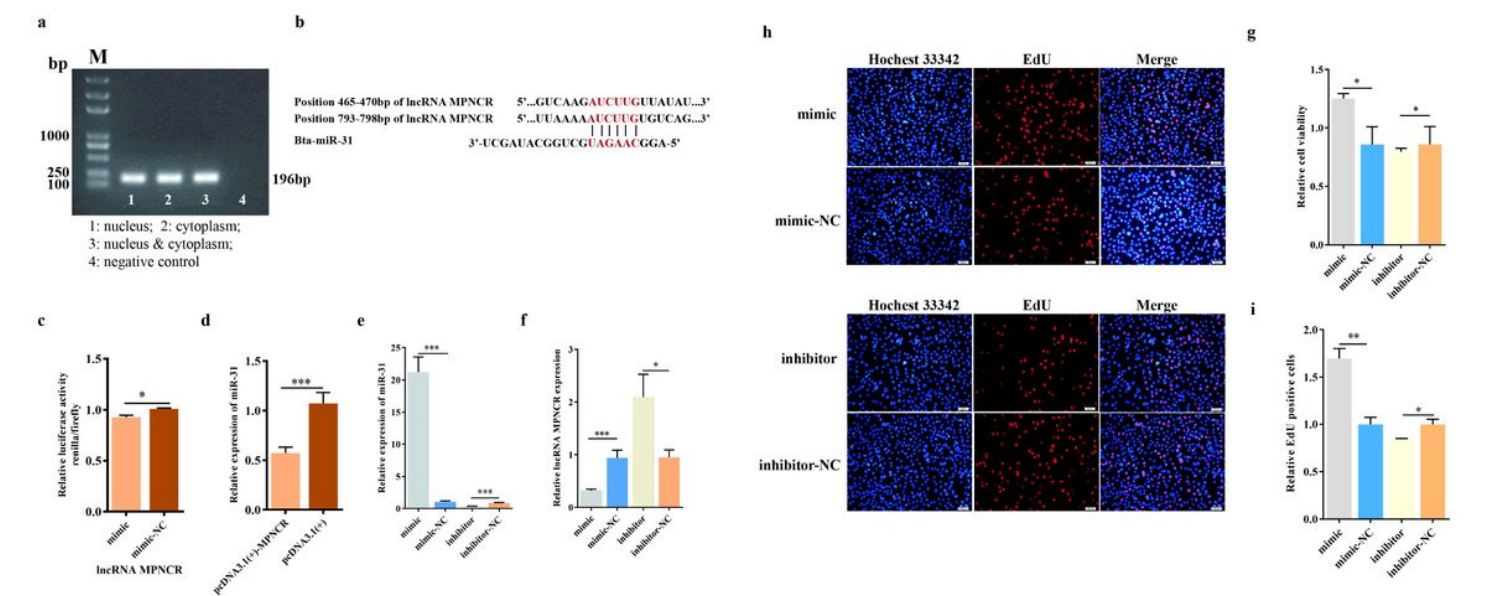 a
M
bp
1000
250
100
196bp
1 2 3 4
1: nucleus; 2: cytoplasm;
3: nucleus & cytoplasm;
4: negative control
b
Position 465-470bp of lncRNA MPNCR 5'...GUCAAGAUCUUGUUAUAU...3'
Position 793-798bp of lncRNA MPNCR 5'...UUAAAAAUCUUGUGUCAG...3'
Bta-miR-31 3'-UCGAUACGGUCGUAGAACGGA-5'
c
Relative luciferase activity
renilla/firefly
1.5
1.0
0.5
0.0
*
mimic
mimic-NC
lncRNA MPNCR
d
Relative expression of miR-31
1.5
1.0
0.5
0.0
***
pcDNA3.1(+)-MPNCR
pcDNA3.1(+)
e
Relative expression of miR-31
25
20
15
10
5
0
***
***
mimic
mimic-NC
inhibitor
inhibitor-NC
f
Relative lncRNA MPNCR expression
3
2
1
0
***
*
mimic
mimic-NC
inhibitor
inhibitor-NC
h
Hochest 33342 EdU Merge
mimic
mimic-NC
Hochest 33342 EdU Merge
inhibitor
inhibitor-NC
g
Relative cell viability
1.5
1.0
0.5
0.0
*
*
mimic
mimic-NC
inhibitor
inhibitor-NC
i
Relative EdU positive cells
2.0
1.5
1.0
0.5
0.0
**
*
mimic
mimic-NC
inhibitor
inhibitor-NC